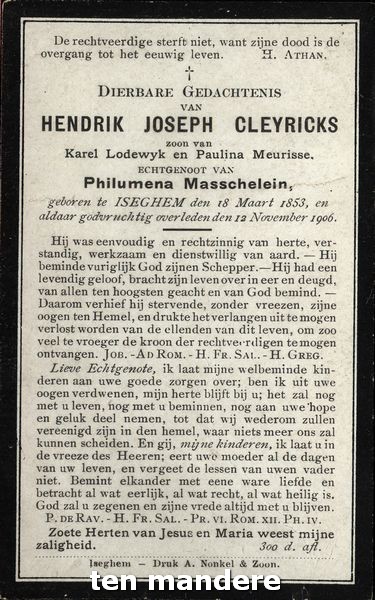 De rechtveerdige sterft niet, want zijne dood is de
overgang tot het eeuwig leven. H. ATHAN.
†
DIERBARE GEDACHTENIS
VAN
HENDRIK JOSEPH CLEYRICKS
zoon van
Karel Lodewyk en Paulina Meurisse.
ECHTGENOOT VAN
Philumena Masschelein,
geboren te ISEGHEM den 18 Maart 1853, en
aldaar godvruchtig overleden den 12 November 1906.
Hij was eenvoudig en rechtzinnig van herte, ver-
standig, werkzaam en dienstwillig van aard. — Hij
beminde vuriglijk God zijnen Schepper.—Hij had een
levendig geloof, bracht zijn leven over in eer en deugd,
van allen ten hoogsten geacht en van God bemind. —
Daarom verhief hij stervende, zonder vreezen, zijne
oogen ten Hemel, en drukte het verlangen uit te mogen
verlost worden van de ellenden van dit leven, om zoo
veel te vroeger de kroon der rechtveerdigen te mogen
ontvangen. JOB. - AD ROM. - H. FR. SAL. - H. GREG.
Lieve Echtgenote, ik laat mijne welbeminde kin-
deren aan uwe goede zorgen over; ben ik uit uwe
oogen verdwenen, mijn herte blijft bij u; het zal nog
met u leven, nog met u beminnen, nog aan uwe hope
en geluk deel nemen, tot dat wij wederom zullen
vereenigd zijn in den hemel, waar niets meer ons zal
kunnen scheiden. En gij, mijne kinderen, ik laat u in
de vreeze des Heeren; eert uwe moeder al de dagen
van uw leven, en vergeet de lessen van uwen vader
niet. Bemint elkander met eene ware liefde en
betracht al wat eerlijk, al wat recht, al wat heilig is.
God zal u zegenen en zijne vrede altijd met u blijven.
P. DE RAV. - H. FR. SAL. - PR. VI. ROM. XII. PH. IV.
Zoete Herten van Jesus en Maria weest mijne
zaligheid. 300 d. afl.
Iseghem — Druk A. Nonkel & Zoon.
ten mandere